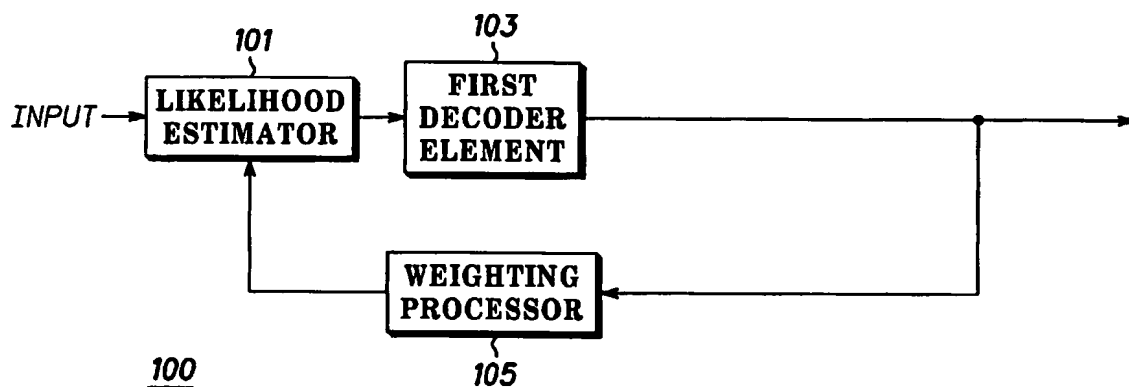 101
103
INPUT
LIKELIHOOD
ESTIMATOR
FIRST
DECODER
ELEMENT
WEIGHTING
PROCESSOR
105
100